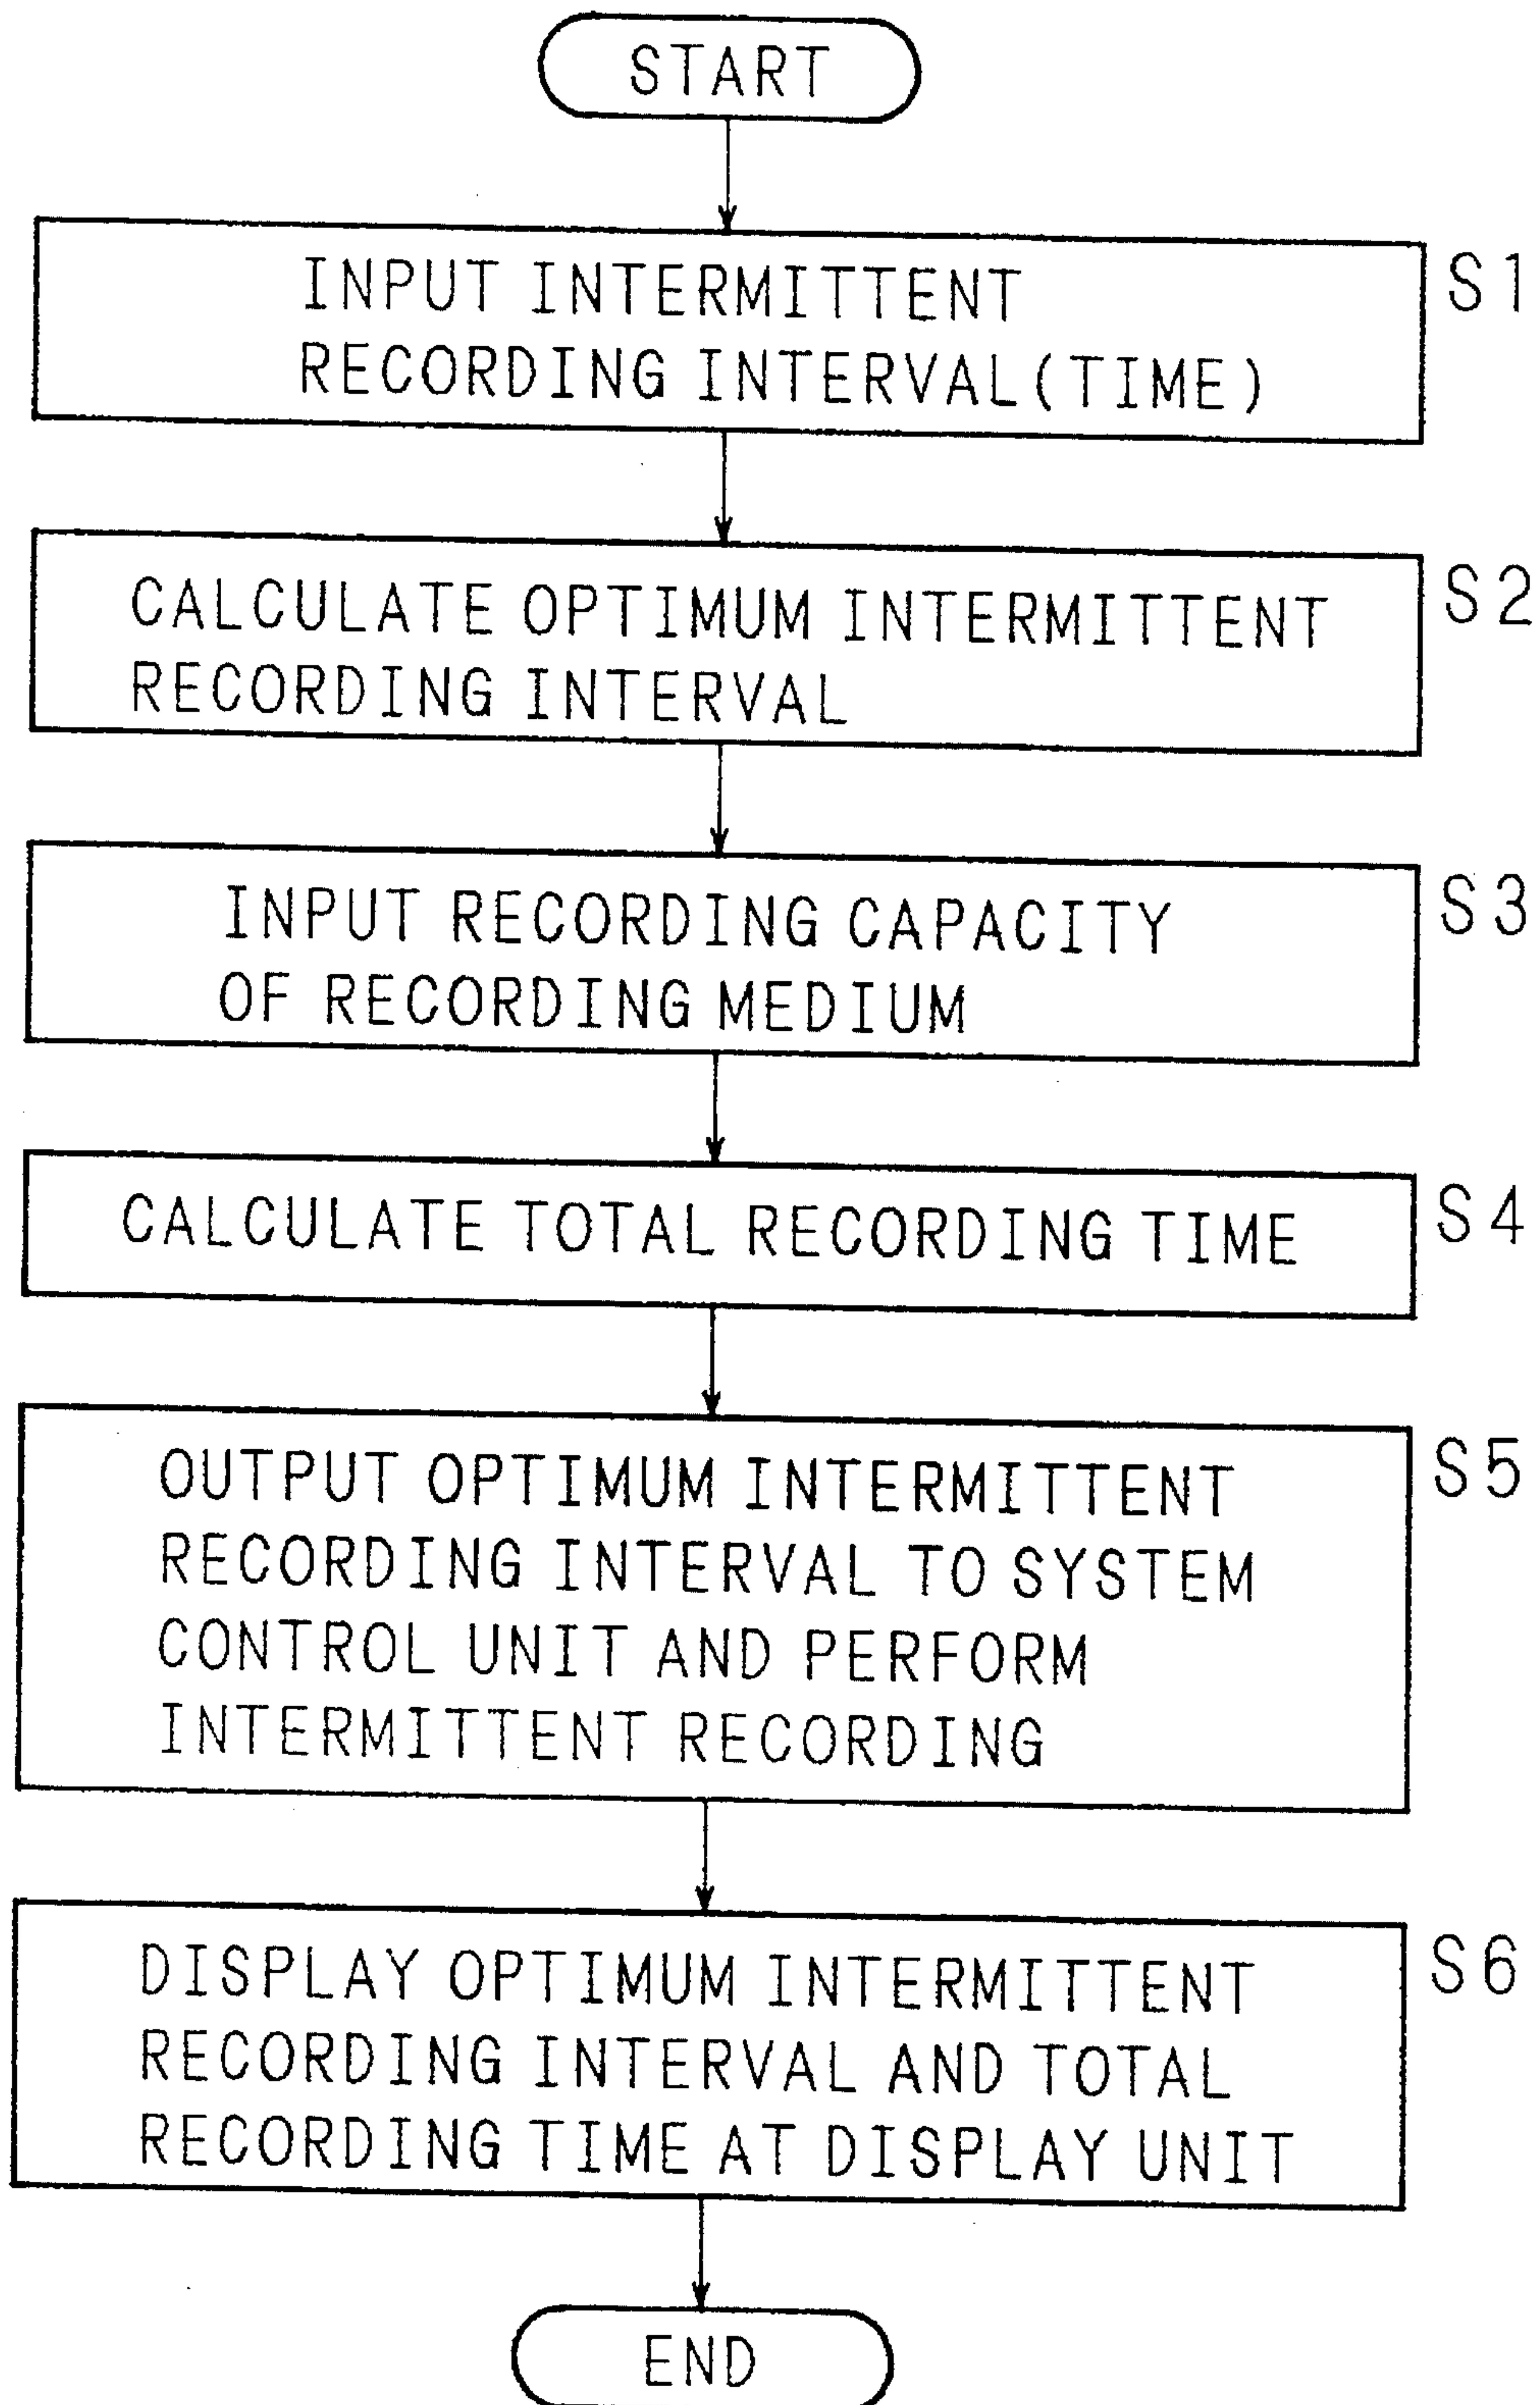 START
INPUT INTERMITTENT
RECORDING INTERVAL(TIME)
S1
CALCULATE OPTIMUM INTERMITTENT
RECORDING INTERVAL
S2
INPUT RECORDING CAPACITY
OF RECORDING MEDIUM
S3
CALCULATE TOTAL RECORDING TIME
S4
OUTPUT OPTIMUM INTERMITTENT
RECORDING INTERVAL TO SYSTEM
CONTROL UNIT AND PERFORM
INTERMITTENT RECORDING
S5
DISPLAY OPTIMUM INTERMITTENT
RECORDING INTERVAL AND TOTAL
RECORDING TIME AT DISPLAY UNIT
S6
END